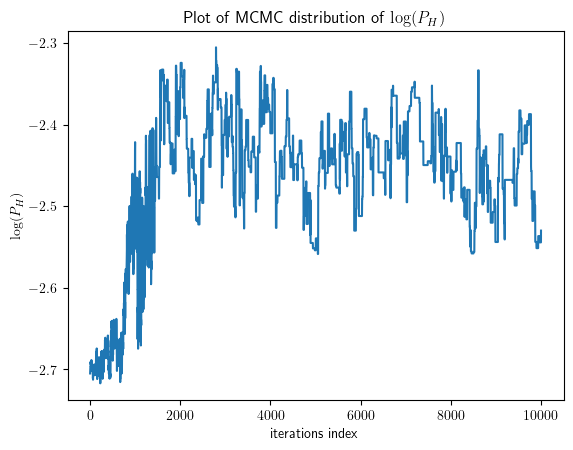 Plot of MCMC distribution of log(P_H)
log(P_H)
−2.3
−2.4
−2.5
−2.6
−2.7
0 2000 4000 6000 8000 10000
iterations index